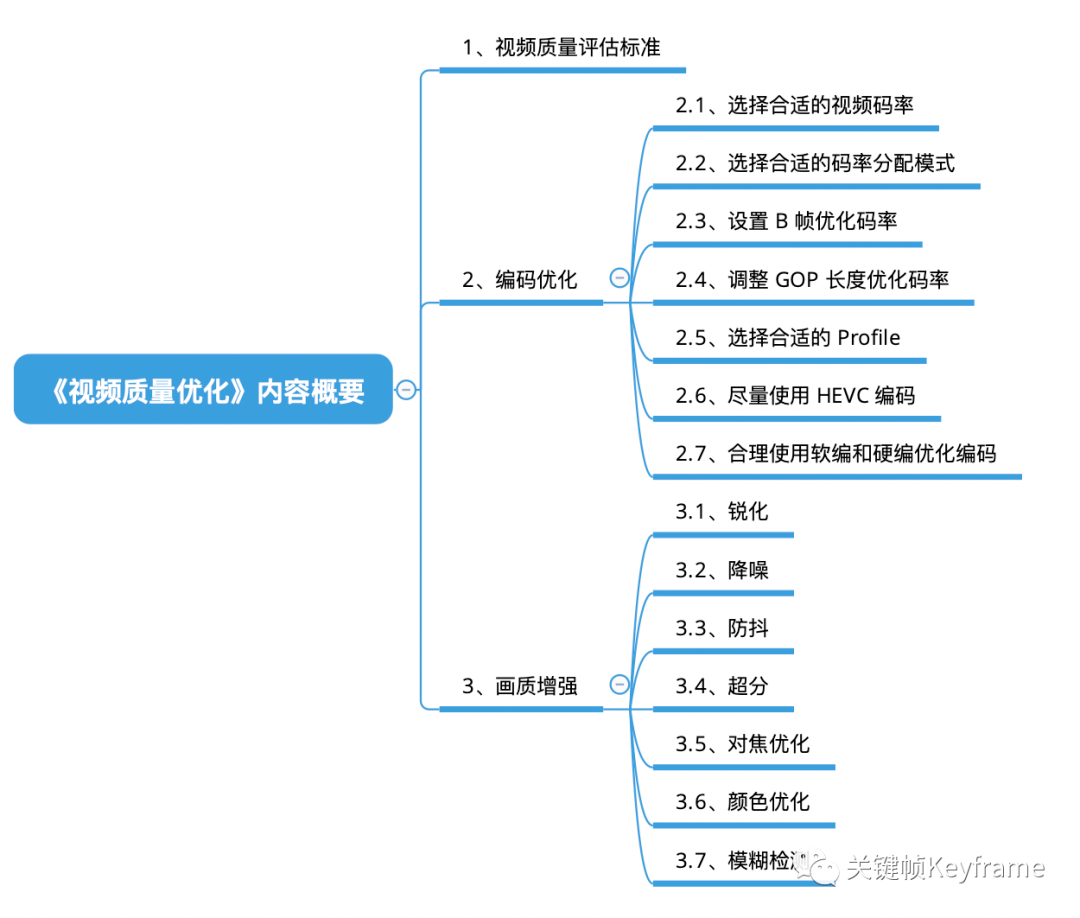 1、视频质量评估标准
2.1、选择合适的视频码率
2.2、选择合适的码率分配模式
2.3、设置 B 帧优化码率
2、编码优化
2.4、调整 GOP 长度优化码率
2.5、选择合适的 Profile
《视频质量优化》内容概要
2.6、尽量使用 HEVC 编码
2.7、合理使用软编和硬编优化编码
3.1、锐化
3.2、降噪
3.3、防抖
3、画质增强
3.4、超分
3.5、对焦优化
3.6、颜色优化
3.7、模糊检
关键帧Keyframe